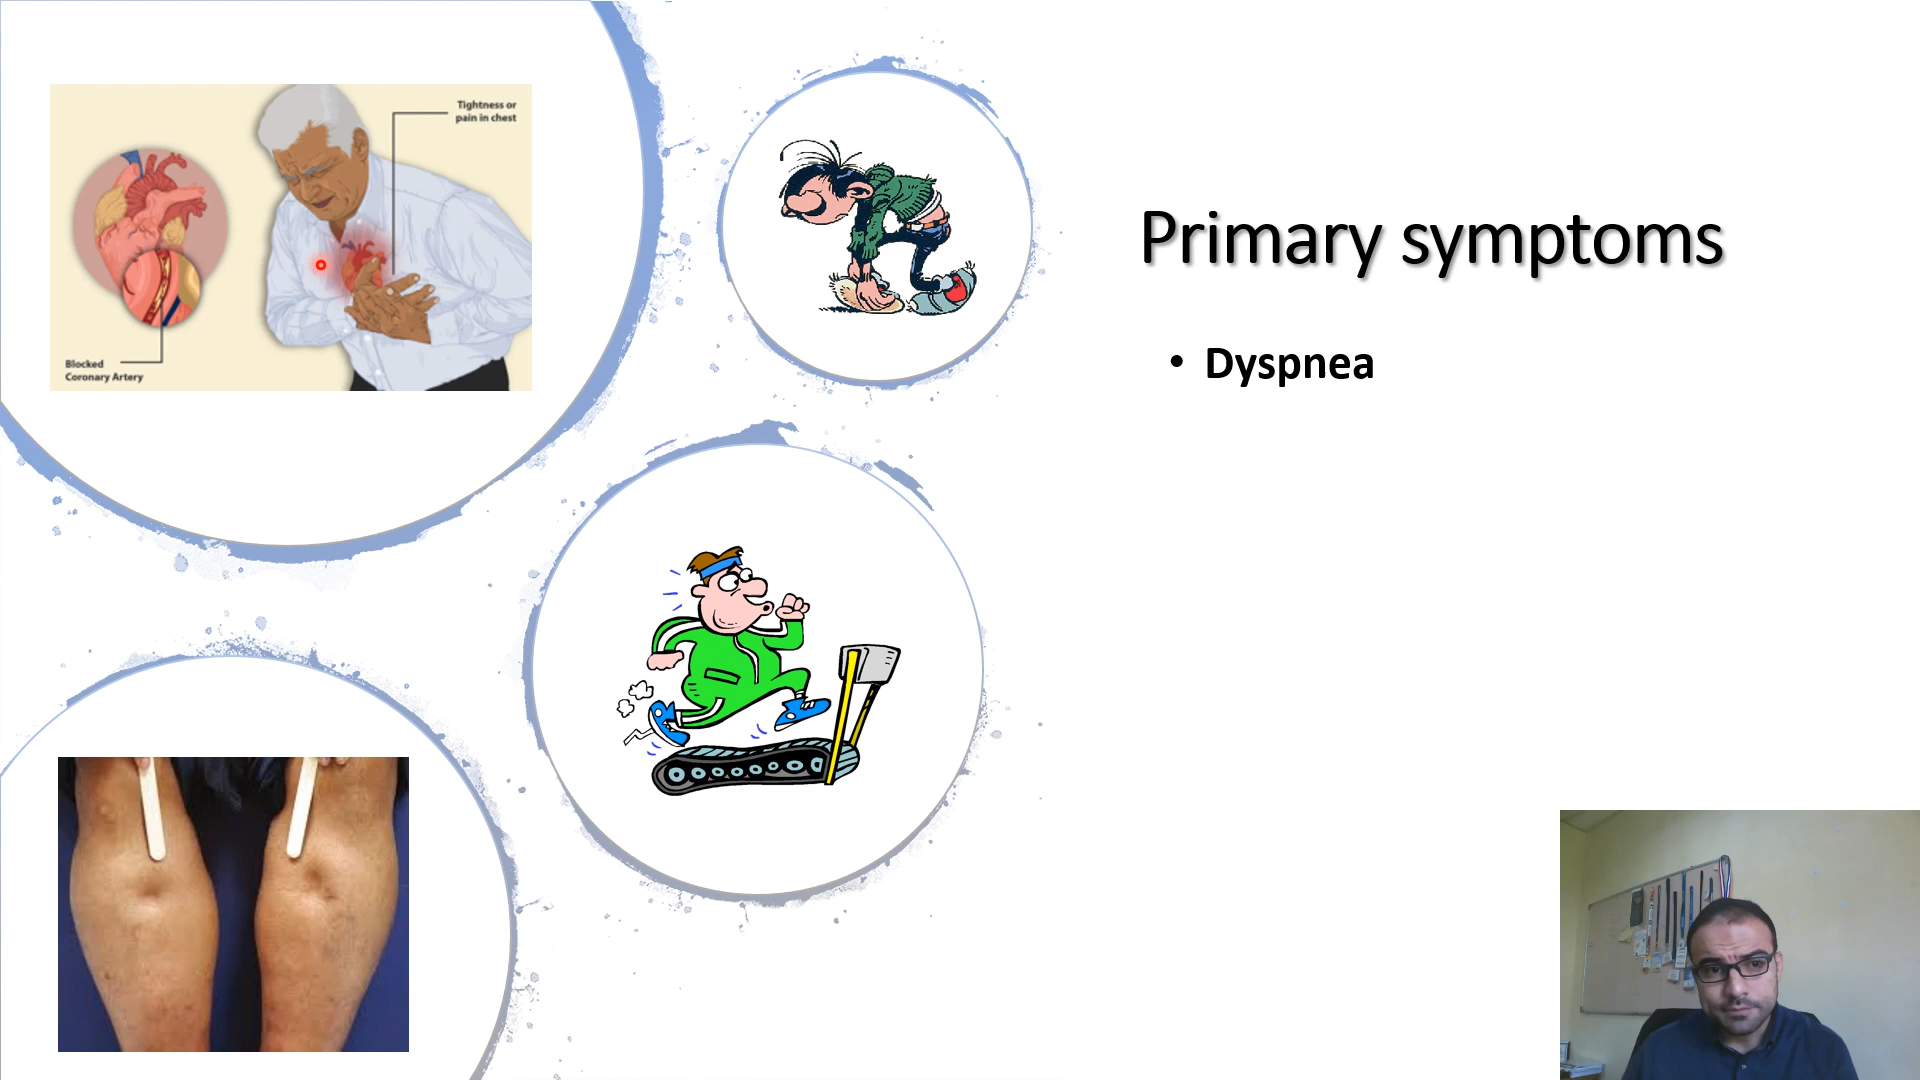 Tightness or
pain in chest
Blocked
Coronary Artery
Primary symptoms
• Dyspnea